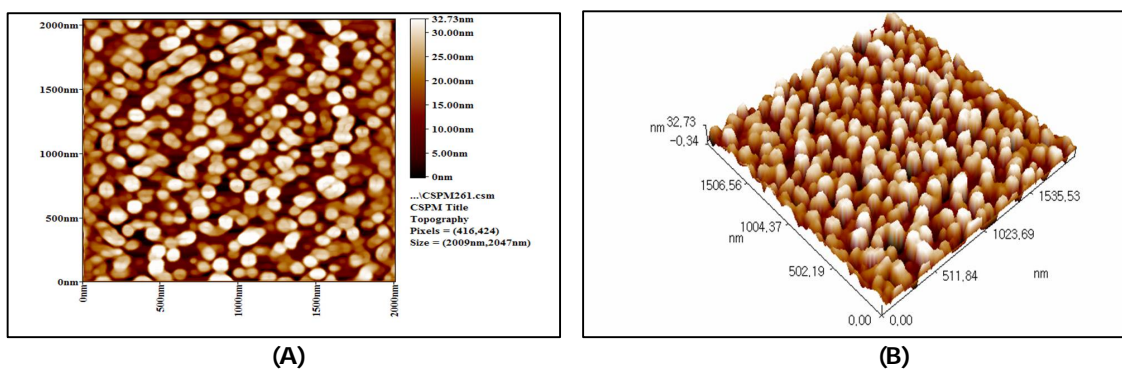 2000nm
1500nm
1000nm
500nm
0nm
0nm
500nm
1000nm
1500nm
2000nm
32.73nm
30.00nm
25.00nm
20.00nm
15.00nm
10.00nm
5.00nm
0nm
...\CSPM261.csm
CSPM Title
Topography
Pixels = (416,424)
Size = (2009nm,2047nm)
(A)
32,73
nm
-0,34
1506,56
1004,37
nm
502,19
0,00
0,00
511,84
nm
1023,69
1535,53
(B)